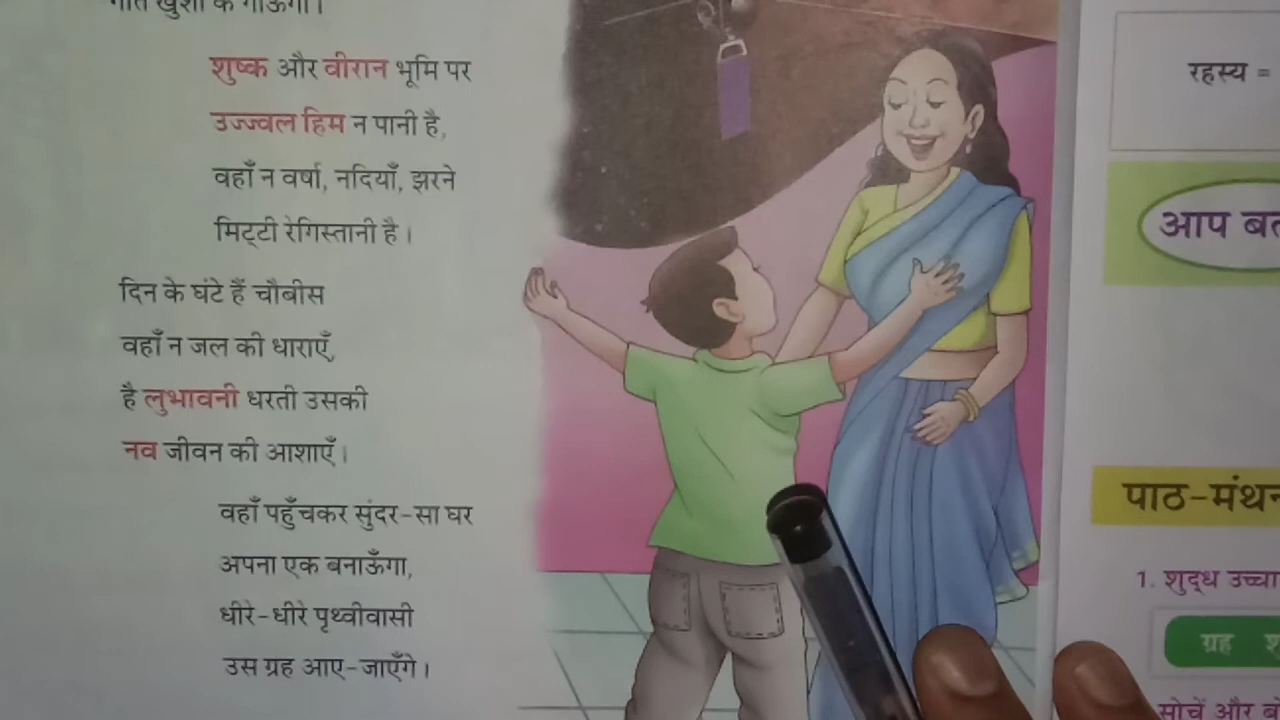 गीत खुशी के गाऊँगा।
शुष्क और वीरान भूमि पर
उज्ज्वल हिम न पानी है,
वहाँ न वर्षा, नदियाँ, झरने
मिट्टी रेगिस्तानी है।
दिन के घंटे हैं चौबीस
वहाँ न जल की धाराएँ,
है लुभावनी धरती उसकी
नव जीवन की आशाएँ।
वहाँ पहुँचकर सुंदर-सा घर
अपना एक बनाऊँगा,
धीरे-धीरे पृथ्वीवासी
उस ग्रह आए-जाएँगे।
रहस्य =
आप
पाठ-मंथन
1. शुद्ध
ग्रह
सोचें और